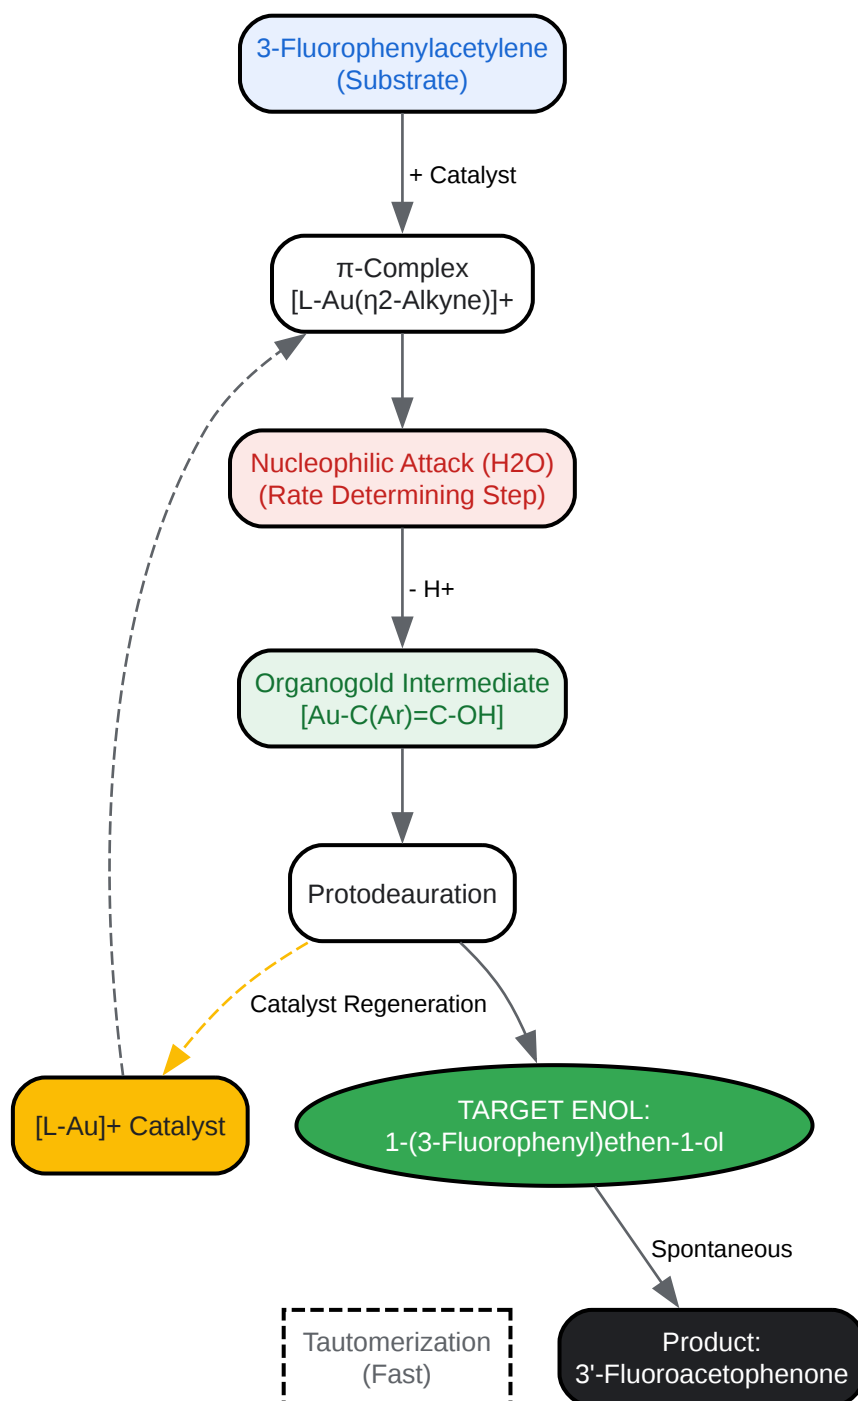 3-Fluorophenylacetylene
(Substrate)
+ Catalyst
π-Complex
[L-Au(η2-Alkyne)]+
Nucleophilic Attack (H2O)
(Rate Determining Step)
- H+
Organogold Intermediate
[Au-C(Ar)=C-OH]
Protodeauration
Catalyst Regeneration
[L-Au]+ Catalyst
TARGET ENOL:
1-(3-Fluorophenyl)ethen-1-ol
Spontaneous
Tautomerization
(Fast)
Product:
3'-Fluoroacetophenone